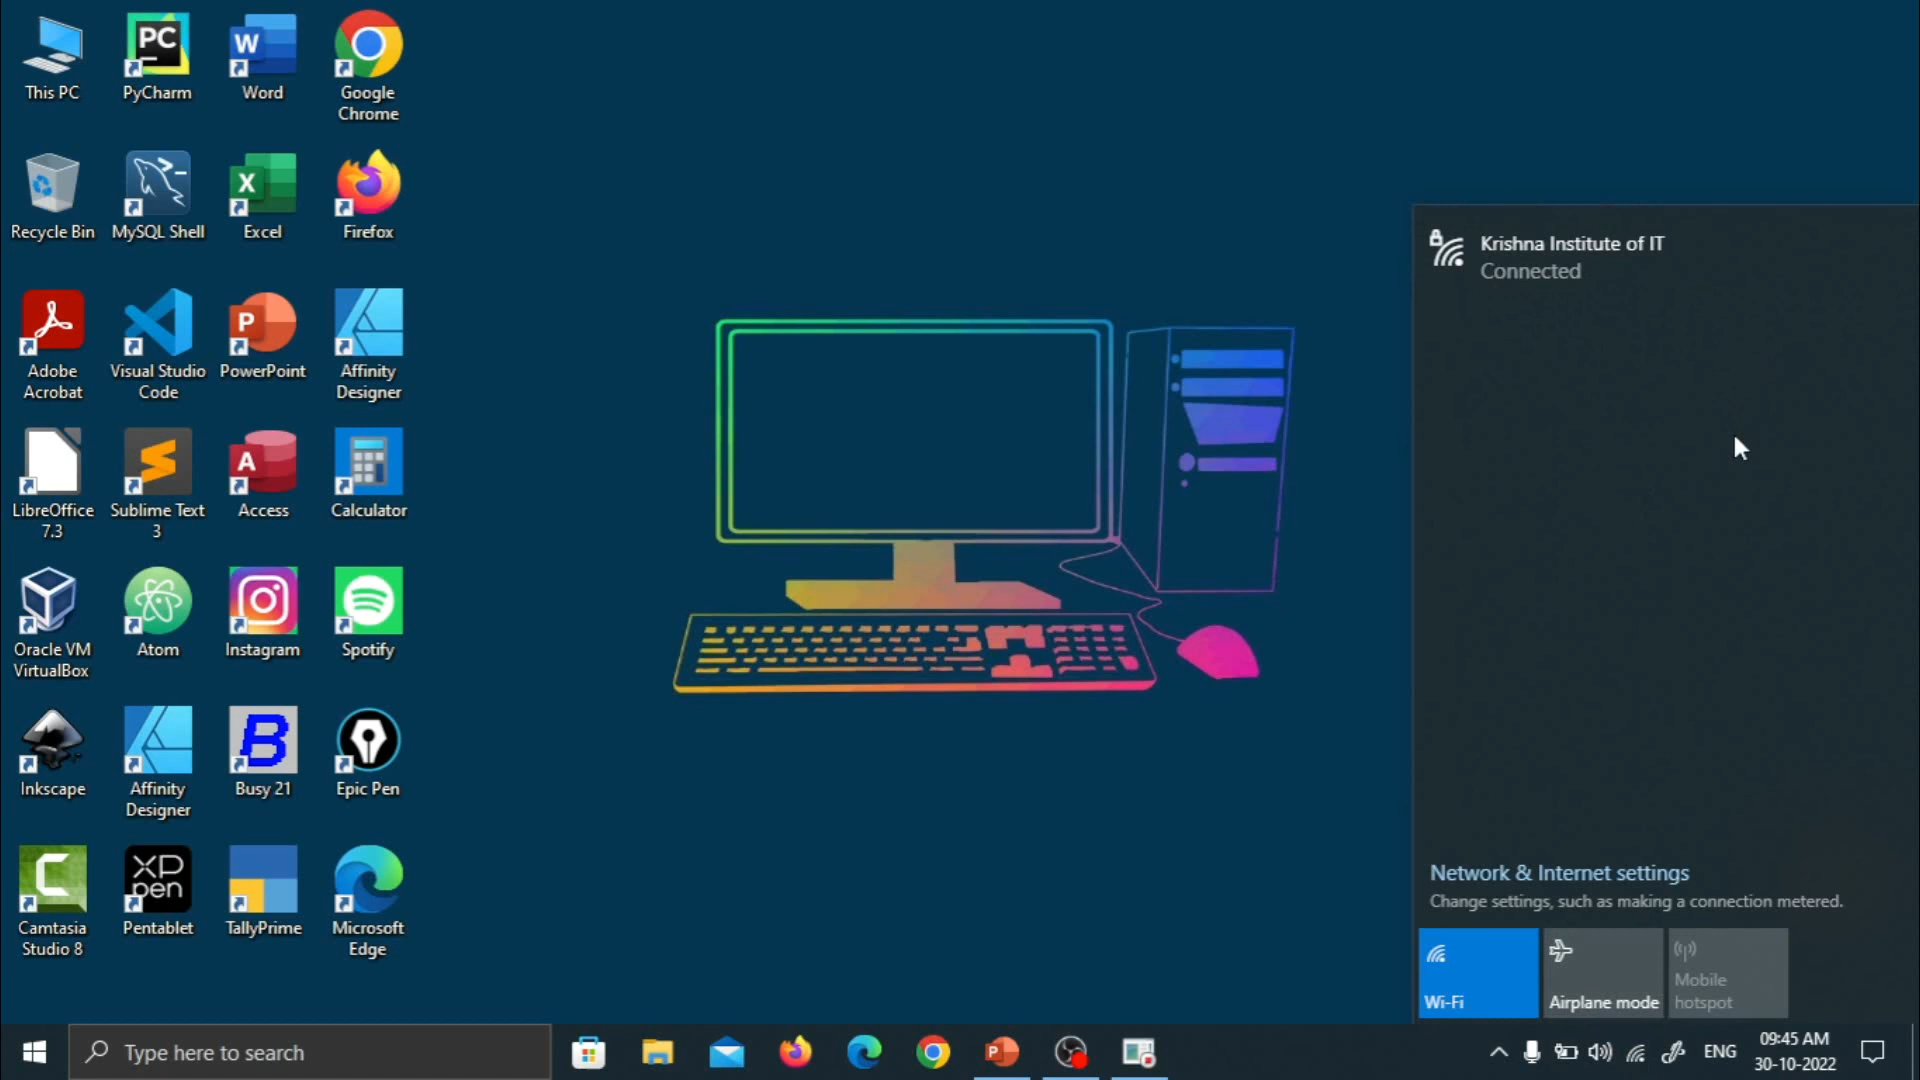 This PC
PyCharm
Word
Google
Chrome
Recycle Bin
MySQL Shell
Excel
Firefox
Adobe
Acrobat
Visual Studio
Code
PowerPoint
Affinity
Designer
LibreOffice
7.3
Sublime Text
3
Access
Calculator
Oracle VM
VirtualBox
Atom
Instagram
Spotify
Inkscape
Affinity
Designer
Busy 21
Epic Pen
Camtasia
Studio 8
XP
pen
Pentablet
TallyPrime
Microsoft
Edge
PC
W
X
P
A
B
C
Krishna Institute of IT
Connected
Network & Internet settings
Change settings, such as making a connection metered.
Wi-Fi
Airplane mode
Mobile
hotspot
Type here to search
P
ENG
09:45 AM
30-10-2022